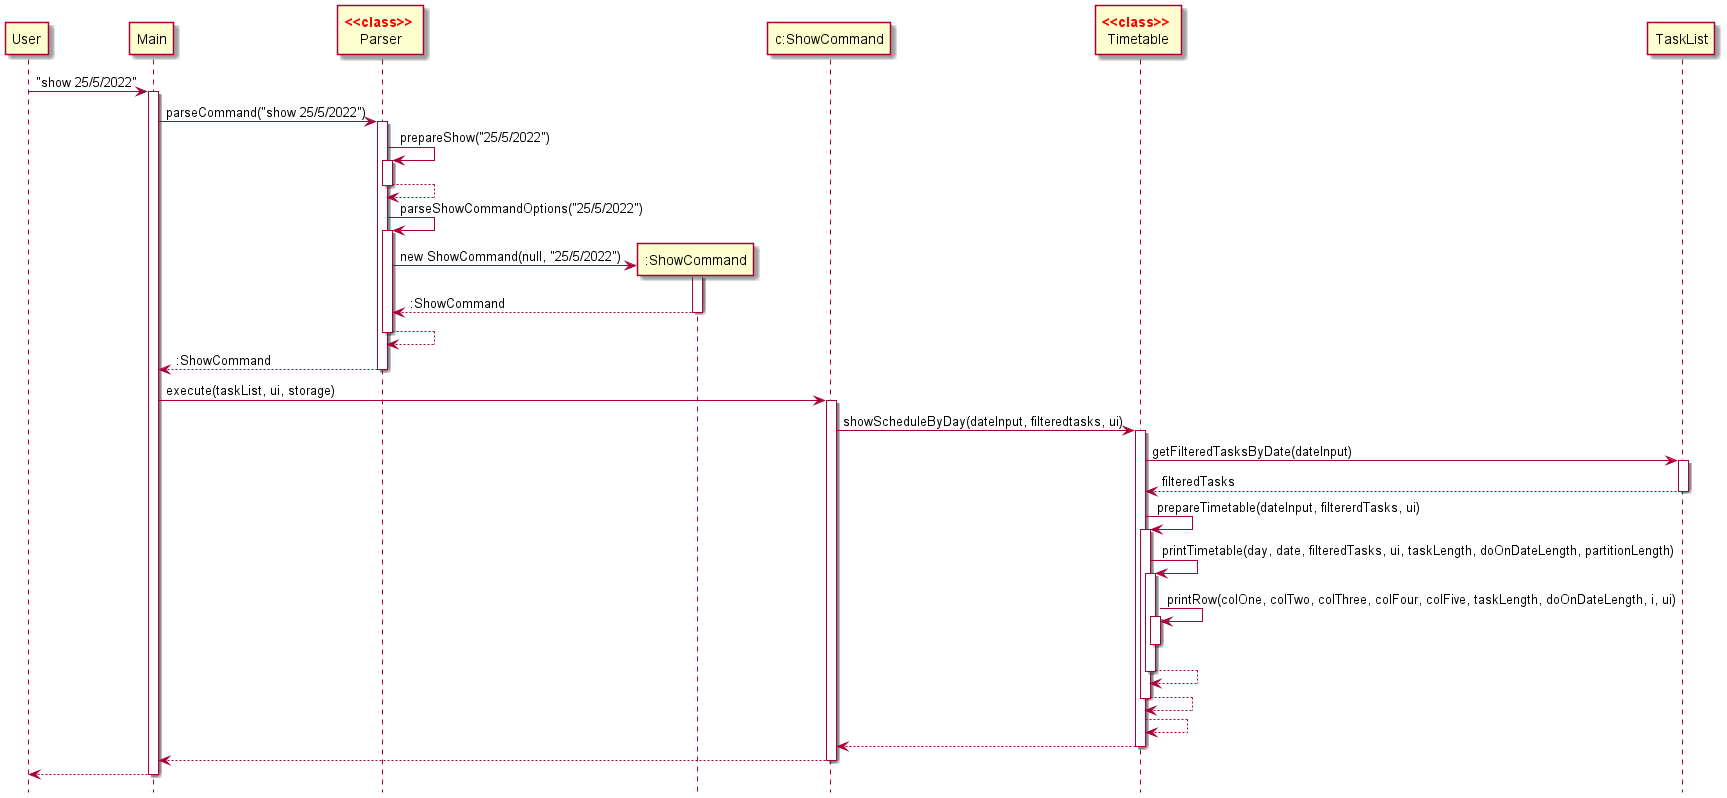 <<class>>
<<class>>
User
Main
Parser
c:ShowCommand
Timetable
TaskList
"show 25/5/2022"
parseCommand("show 25/5/2022")
prepareShow("25/5/2022")
parseShowCommandOptions("25/5/2022")
new ShowCommand(null, "25/5/2022")
:ShowCommand
:ShowCommand
:ShowCommand
execute(taskList, ui, storage)
showScheduleByDay(dateInput, filteredtasks, ui)
getFilteredTasksByDate(dateInput)
filteredTasks
prepareTimetable(dateInput, filtererdTasks, ui)
printTimetable(day, date, filteredTasks, ui, taskLength, doOnDateLength, partitionLength)
printRow(colOne, colTwo, colThree, colFour, colFive, taskLength, doOnDateLength, i, ui)